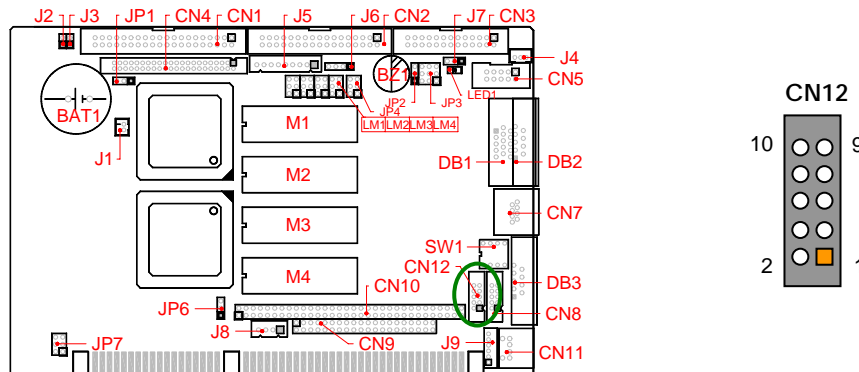 J2 J3 JP1 CN4 CN1 J5 J6 CN2 J7 CN3
J4
BZ1
CN5
LED1
JP2 JP3
JP4
BAT1
LM1 LM2 LM3 LM4
M1
J1
DB1 DB2
M2
CN7
M3
SW1
CN12
M4
DB3
CN10
JP6
CN8
J8
CN9
J9
JP7
CN11
CN12
10 9
2 1